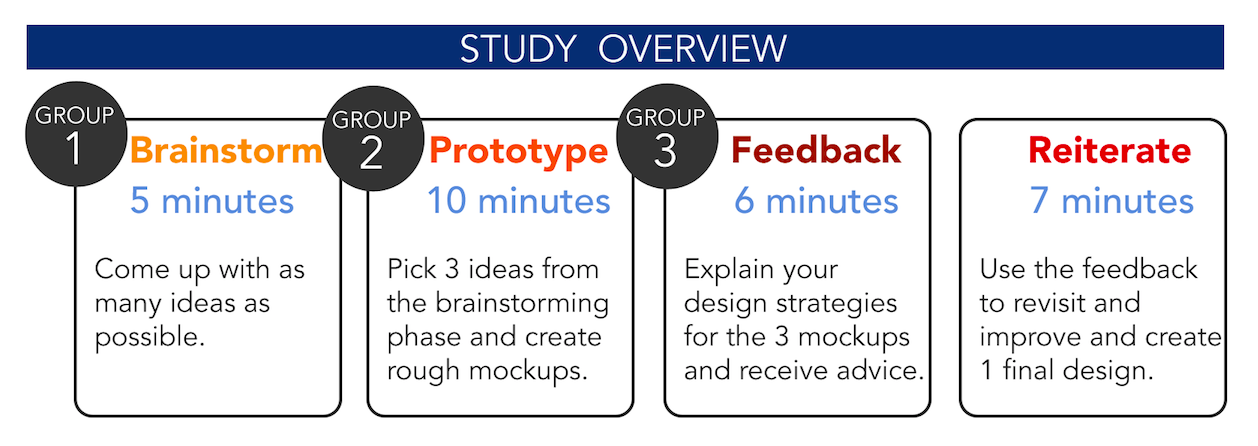 STUDY OVERVIEW
GROUP
1
Brainstorm
5 minutes
Come up with as
many ideas as
possible.
GROUP
2
Prototype
10 minutes
Pick 3 ideas from
the brainstorming
phase and create
rough mockups.
GROUP
3
Feedback
6 minutes
Explain your
design strategies
for the 3 mockups
and receive advice.
Reiterate
7 minutes
Use the feedback
to revisit and
improve and create
1 final design.